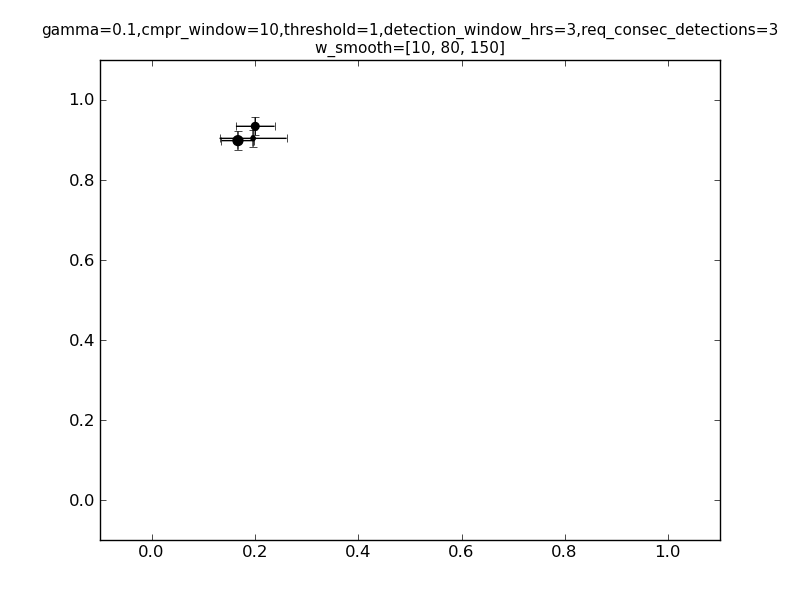 gamma=0.1,cmpr_window=10,threshold=1,detection_window_hrs=3,req_consec_detections=3
w_smooth=[10, 80, 150]
1.0
0.8
0.6
0.4
0.2
0.0
0.0 0.2 0.4 0.6 0.8 1.0